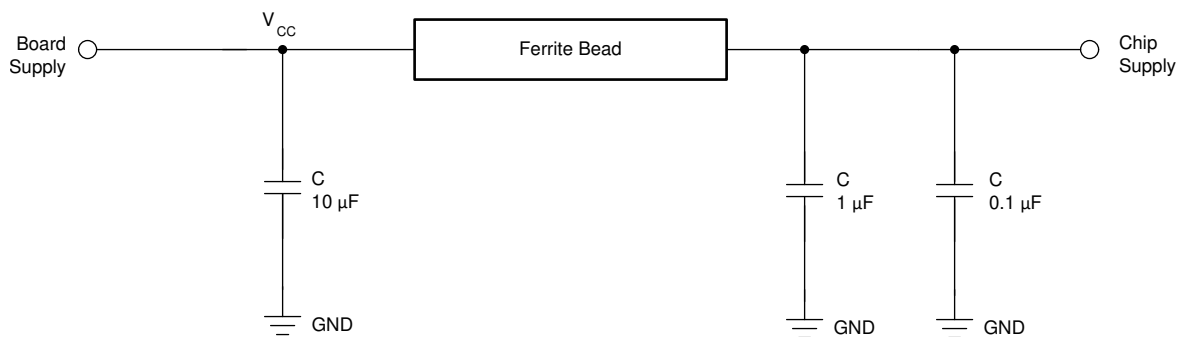 V CC
Board
Supply
Ferrite Bead
Chip
Supply
C
10 µF
C
1 µF
C
0.1 µF
GND
GND
GND